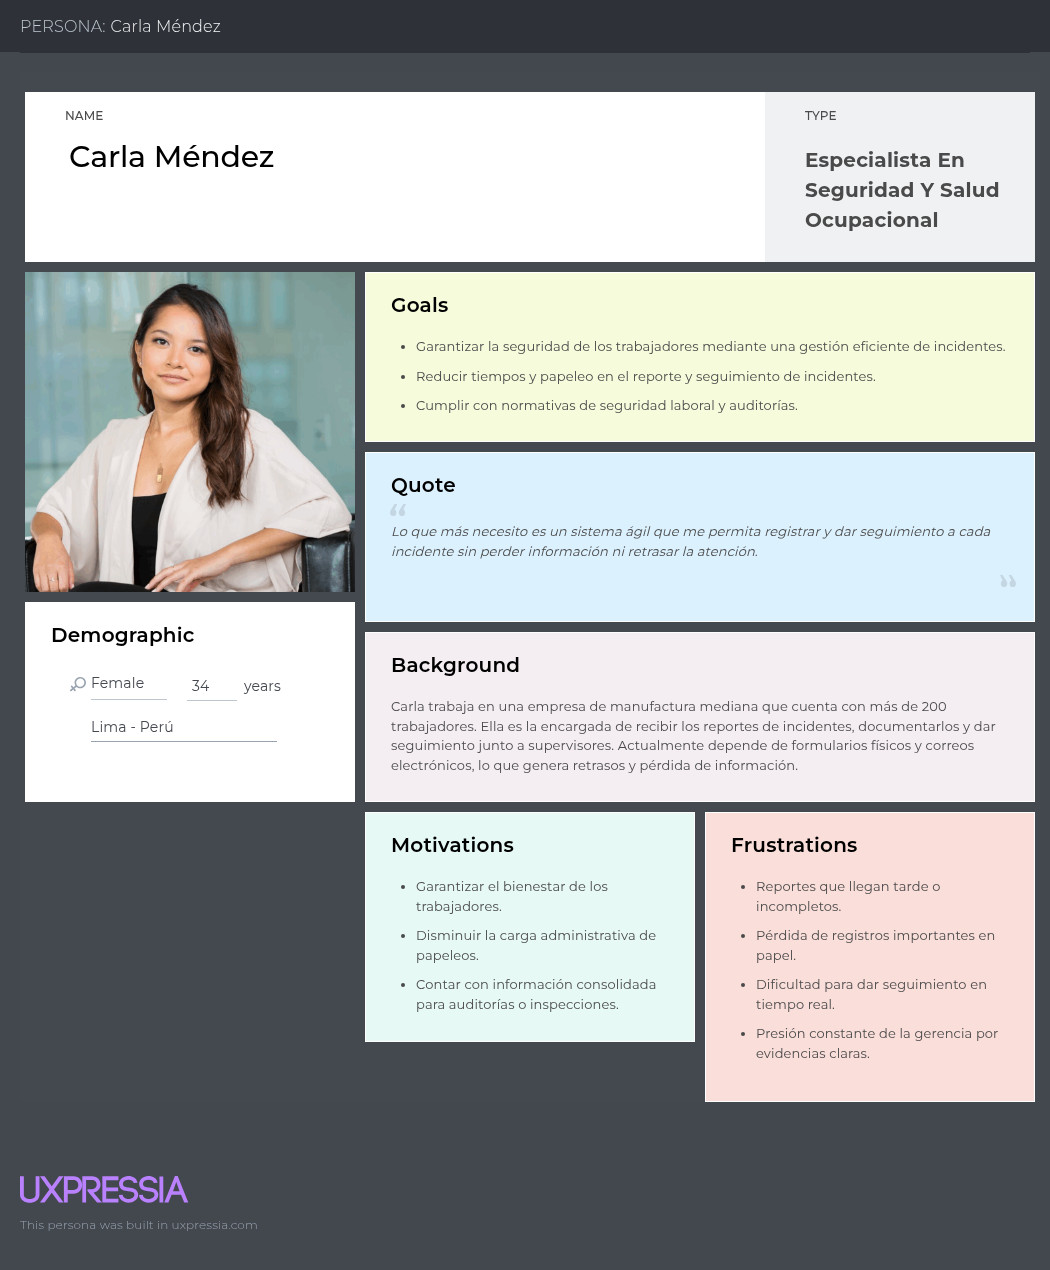 PERSONA: Carla Méndez
NAME
Carla Méndez
TYPE
Especialista En
Seguridad Y Salud
Ocupacional
Goals
• Garantizar la seguridad de los trabajadores mediante una gestión eficiente de incidentes.
• Reducir tiempos y papeleo en el reporte y seguimiento de incidentes.
• Cumplir con normativas de seguridad laboral y auditorías.
Quote
“
Lo que más necesito es un sistema ágil que me permita registrar y dar seguimiento a cada
incidente sin perder información ni retrasar la atención.
”
Demographic
Female 34 years
Lima - Perú
Background
Carla trabaja en una empresa de manufactura mediana que cuenta con más de 200
trabajadores. Ella es la encargada de recibir los reportes de incidentes, documentarlos y dar
seguimiento junto a supervisores. Actualmente depende de formularios físicos y correos
electrónicos, lo que genera retrasos y pérdida de información.
Motivations
• Garantizar el bienestar de los
trabajadores.
• Disminuir la carga administrativa de
papeleos.
• Contar con información consolidada
para auditorías o inspecciones.
Frustrations
• Reportes que llegan tarde o
incompletos.
• Pérdida de registros importantes en
papel.
• Dificultad para dar seguimiento en
tiempo real.
• Presión constante de la gerencia por
evidencias claras.
UXPRESSIA
This persona was built in uxpressia.com